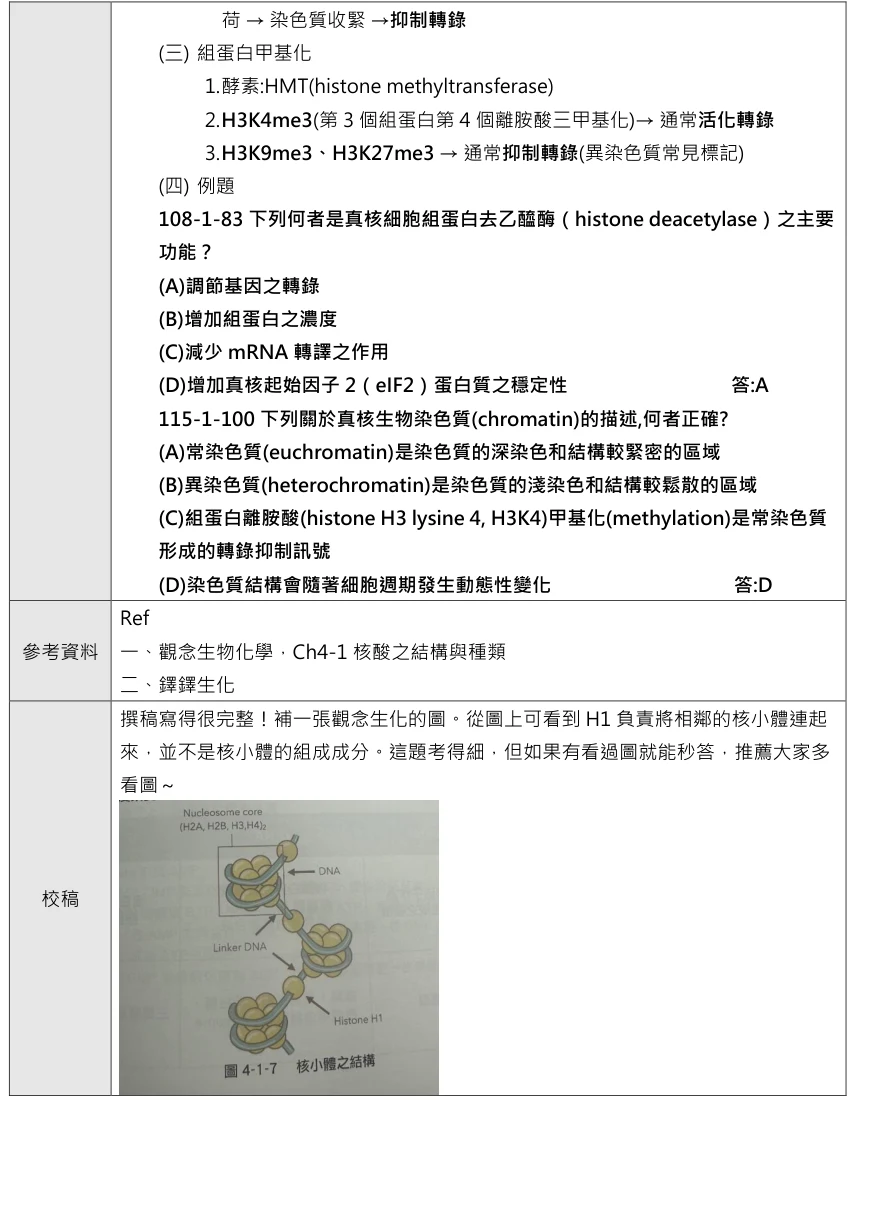 荷 → 染色質收緊 →抑制轉錄
(三) 組蛋白甲基化
1.酵素:HMT(histone methyltransferase)
2.H3K4me3(第 3 個組蛋白第 4 個離胺酸三甲基化)→ 通常活化轉錄
3.H3K9me3、H3K27me3 → 通常抑制轉錄(異染色質常見標記)
(四) 例題
108-1-83 下列何者是真核細胞組蛋白去乙醯酶（histone deacetylase）之主要
功能？
(A)調節基因之轉錄
(B)增加組蛋白之濃度
(C)減少 mRNA 轉譯之作用
(D)增加真核起始因子 2（eIF2）蛋白質之穩定性 答:A
115-1-100 下列關於真核生物染色質(chromatin)的描述,何者正確?
(A)常染色質(euchromatin)是染色質的深染色和結構較緊密的區域
(B)異染色質(heterochromatin)是染色質的淺染色和結構較鬆散的區域
(C)組蛋白離胺酸(histone H3 lysine 4, H3K4)甲基化(methylation)是常染色質
形成的轉錄抑制訊號
(D)染色質結構會隨著細胞週期發生動態性變化 答:D
參考資料
Ref
一、觀念生物化學，Ch4-1 核酸之結構與種類
二、鐸鐸生化
校稿
撰稿寫得很完整！補一張觀念生化的圖。從圖上可看到 H1 負責將相鄰的核小體連起
來，並不是核小體的組成成分。這題考得細，但如果有看過圖就能秒答，推薦大家多
看圖～
Nucleosome core
(H2A, H2B, H3,H4)₂
DNA
Linker DNA
Histone H1
圖 4-1-7 核小體之結構